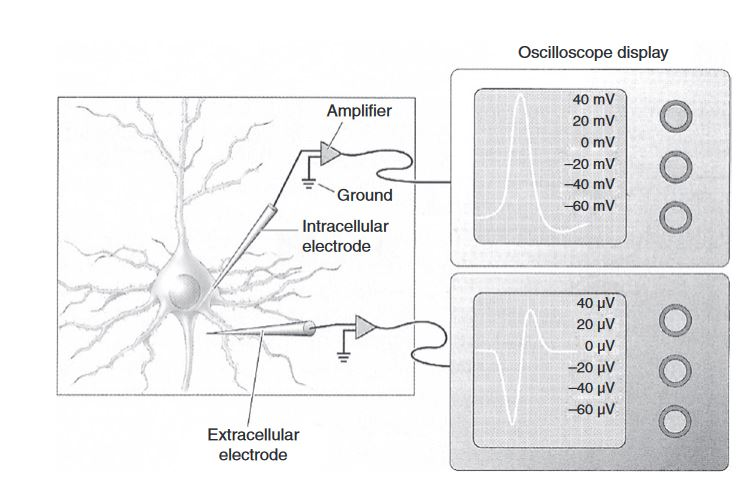 Oscilloscope display
Amplifier
Ground
Intracellular
electrode
40 mV
20 mV
0 mV
–20 mV
–40 mV
–60 mV
40 µV
20 µV
0 µV
–20 µV
–40 µV
–60 µV
Extracellular
electrode